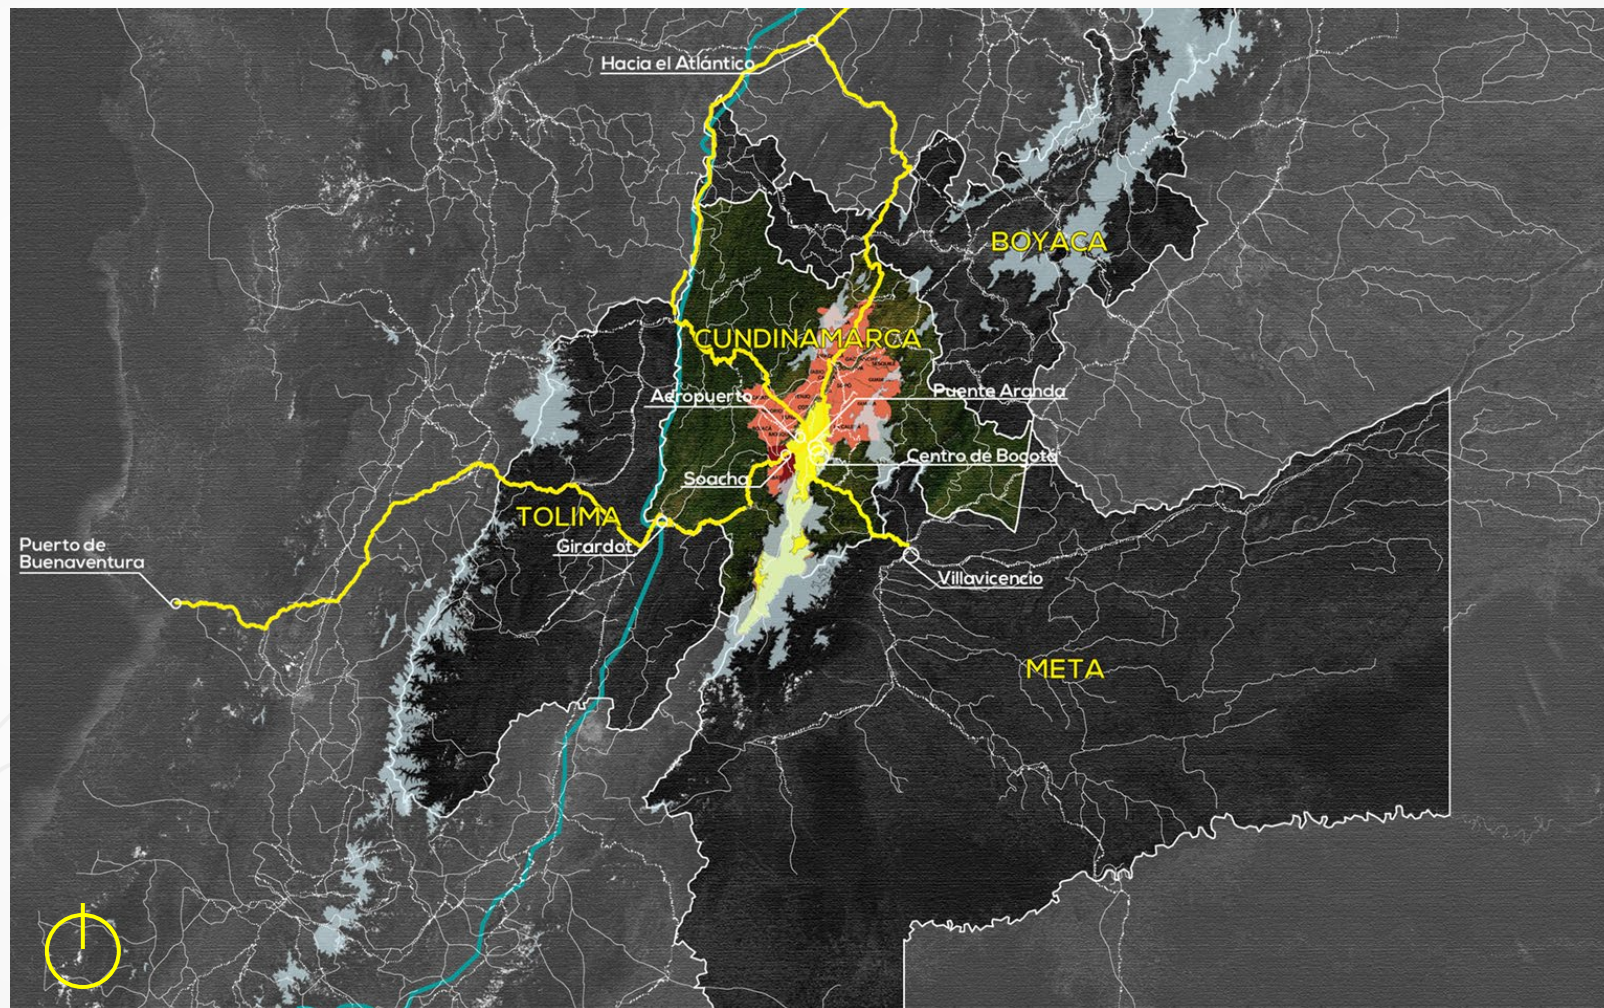 Hacia el Atlántico
BOYACA
CUNDINAMARCA
Aeropuerto
Puente Aranda
Centro de Bogotá
Soacha
TOLIMA
Girardot
Puerto de
Buenaventura
Villavicencio
META